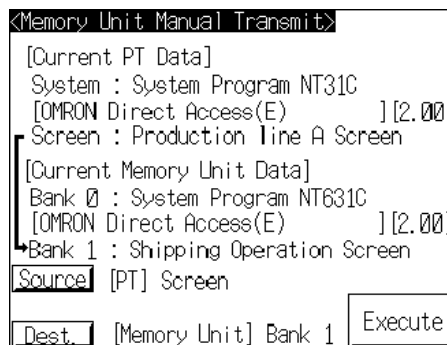 <Memory Unit Manual Transmit>
[Current PT Data]
System : System Program NT31C
[OMRON Direct Access(E) ][2.00
Screen : Production line A Screen
[Current Memory Unit Data]
Bank 0 : System Program NT631C
[OMRON Direct Access(E) ][2.00
Bank 1 : Shipping Operation Screen
Source [PT] Screen
Dest. [Memory Unit] Bank 1
Execute